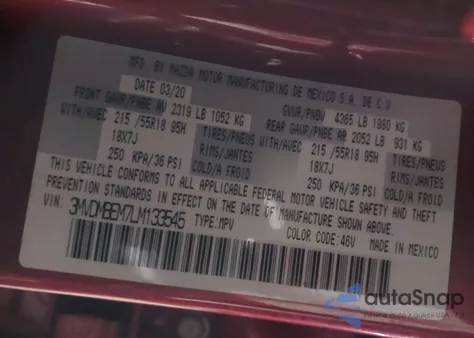 MFD. BY MAZDA MOTOR MANUFACTURING DE MEXICO S.A. DE C.V.
DATE 03/20 GVWR/PNBV 4365 LB 1980 KG
FRONT GAWR/PNBE AV 2319 LB 1052 KG REAR GAWR/PNBE AR 2052 LB 931 KG
WITH/AVEC 215 /55R18 95H TIRES/PNEUS WITH/AVEC 215 /55R18 95H TIRES/PNEUS
18X7J RIMS/JANTES 18X7J RIMS/JANTES
250 KPA/36 PSI COLD/A FROID 250 KPA/36 PSI COLD/A FROID
THIS VEHICLE CONFORMS TO ALL APPLICABLE FEDERAL MOTOR VEHICLE SAFETY AND THEFT
PREVENTION STANDARDS IN EFFECT ON THE DATE OF MANUFACTURE SHOWN ABOVE.
VIN: 3MVDMBEM7LM133545 TYPE: MPV COLOR CODE: 46V MADE IN MEXICO
autaSnap